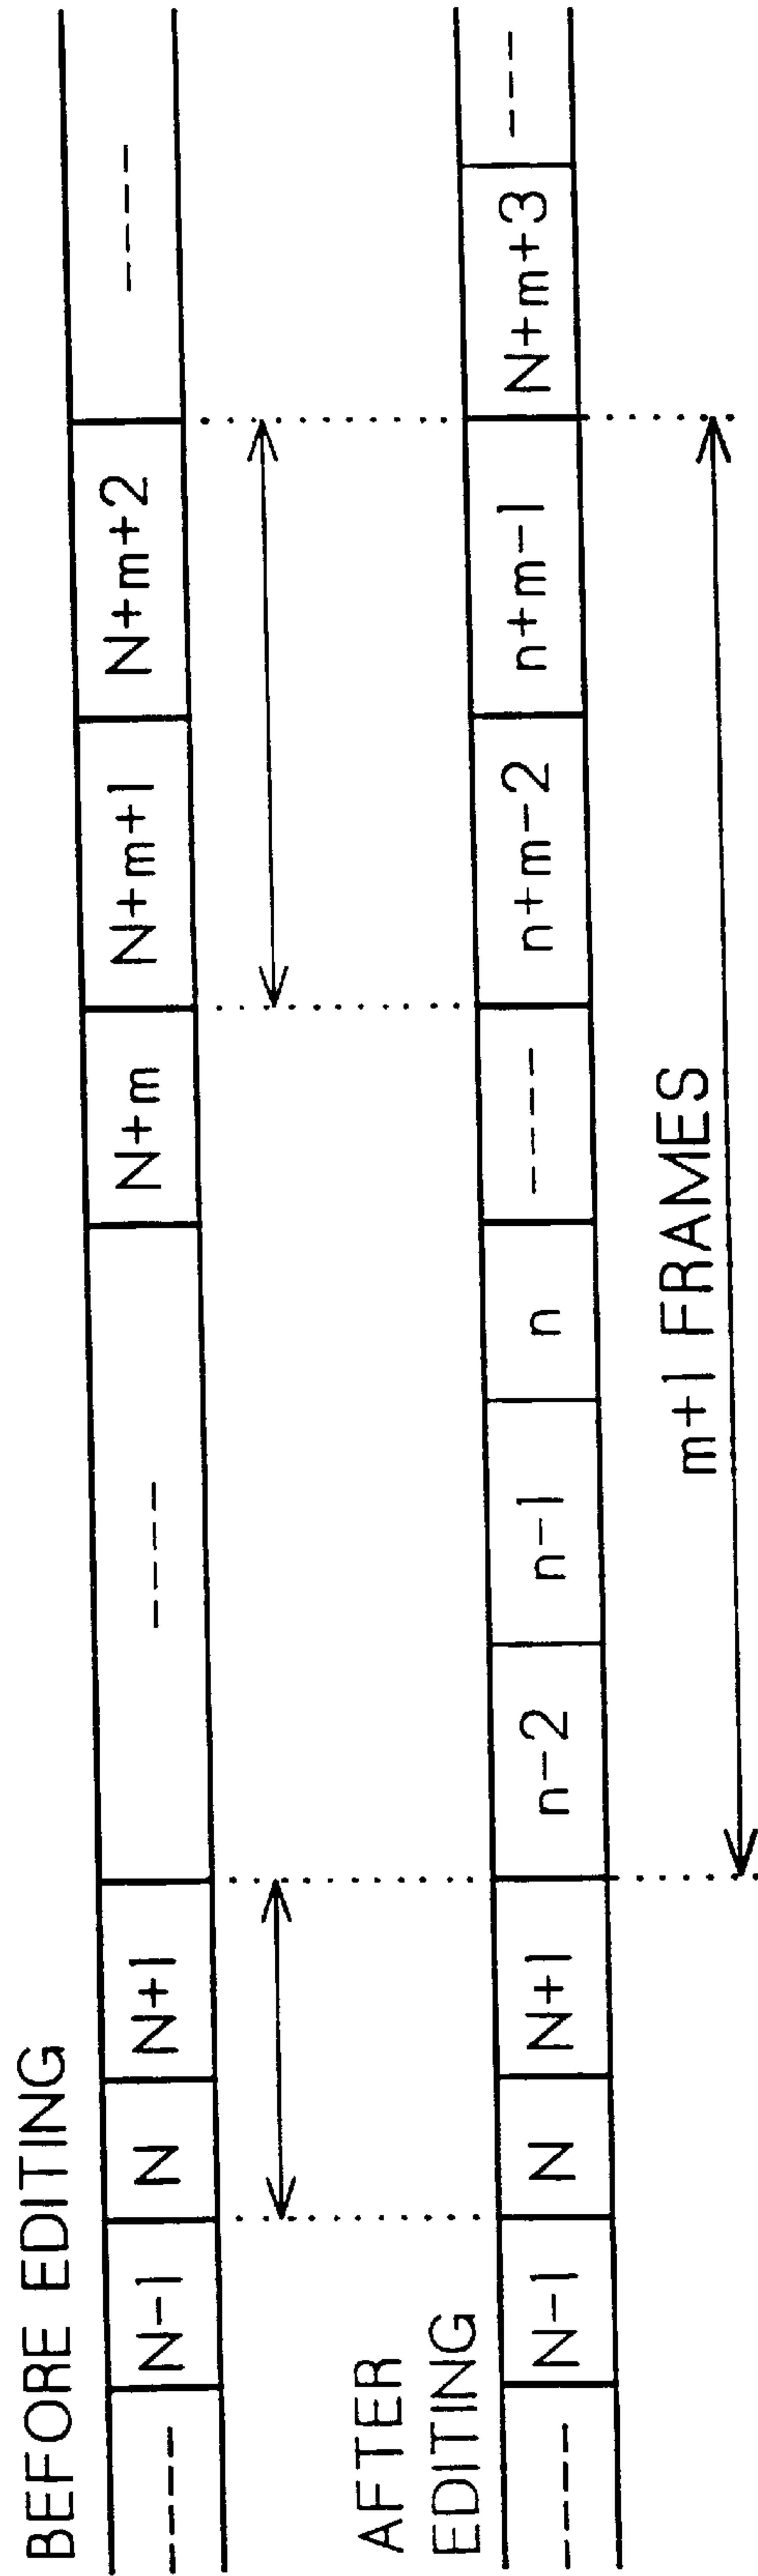 BEFORE EDITING
---- N-1 N N+1 ---- N+m N+m+1 N+m+2 ----
AFTER
EDITING
---- N-1 N N+1 n-2 n-1 n ---- n+m-2 n+m-1 N+m+3 ---
m+1 FRAMES